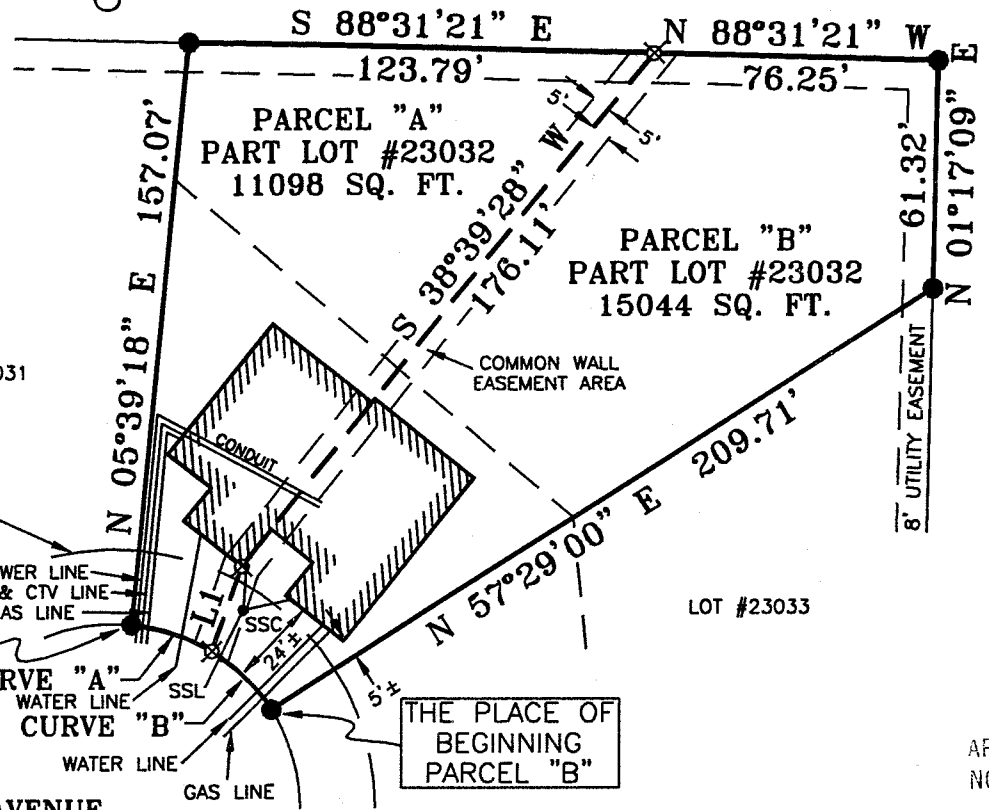 S 88°31'21" E
N 88°31'21" W
123.79'
76.25'
E
157.07'
N 05°39'18" E
PARCEL "A"
PART LOT #23032
11098 SQ. FT.
5'
5'
S 38°39'28" W
176.11'
61.32'
N 01°17'09"
PARCEL "B"
PART LOT #23032
15044 SQ. FT.
COMMON WALL
EASEMENT AREA
8' UTILITY EASEMENT
209.71'
N 57°29'00" E
CONDUIT
LOT #23033
WER LINE
& CTV LINE
AS LINE
L1
SSC
24'±
SSL
5'±
RVE "A"
WATER LINE
CURVE "B"
WATER LINE
GAS LINE
THE PLACE OF
BEGINNING
PARCEL "B"
031
AVENUE